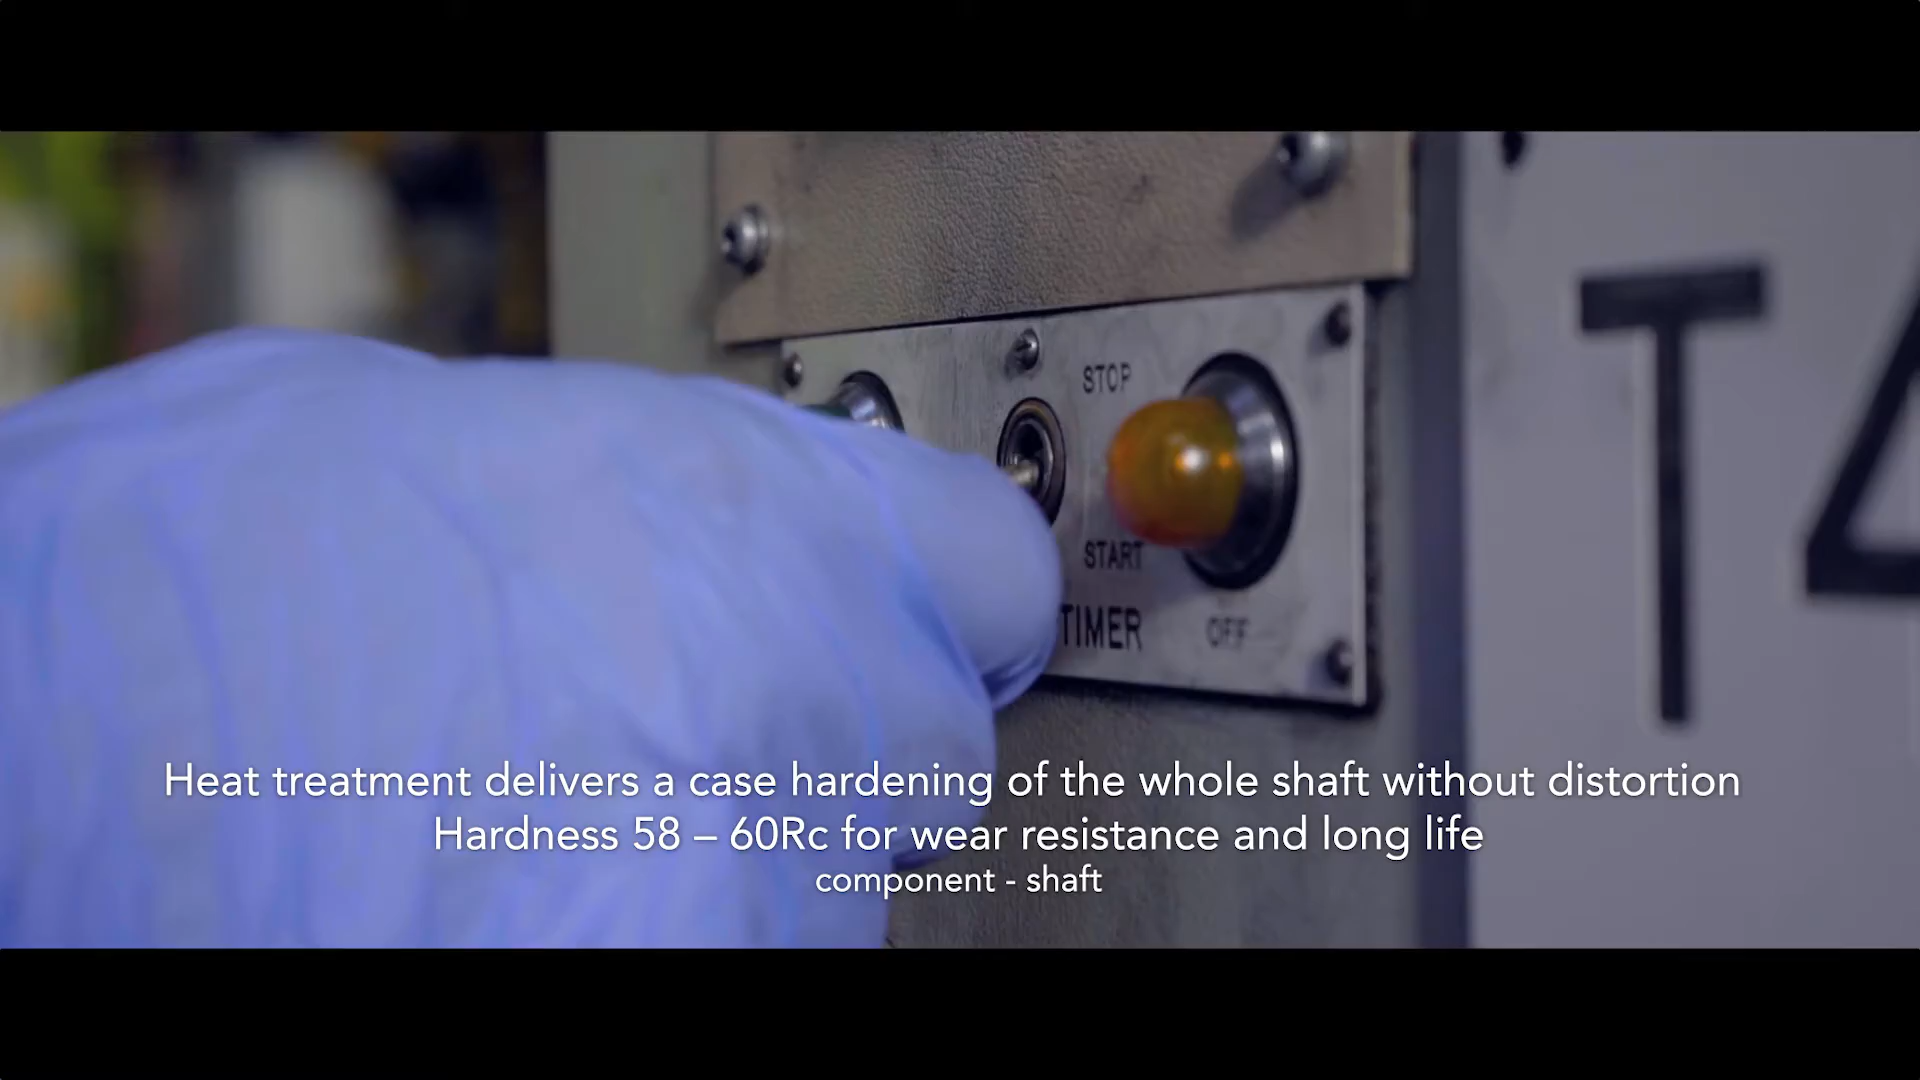 STOP
START
TIMER
OFF
T4
Heat treatment delivers a case hardening of the whole shaft without distortion
Hardness 58 – 60Rc for wear resistance and long life
component - shaft